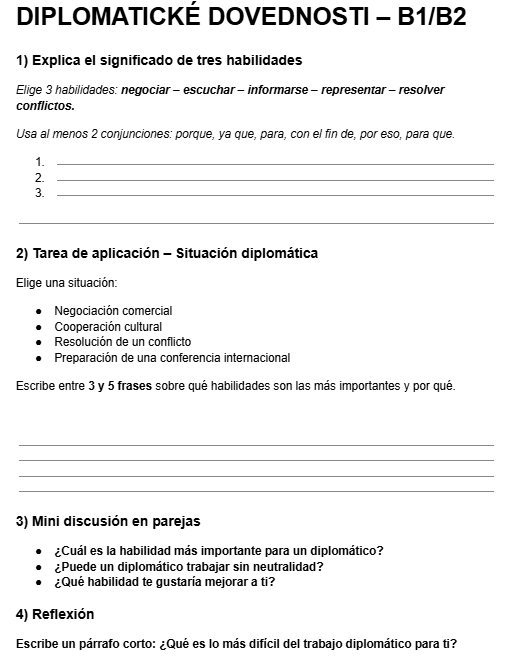 DIPLOMATICKÉ DOVEDNOSTI – B1/B2
1) Explica el significado de tres habilidades
Elige 3 habilidades: negociar – escuchar – informarse – representar – resolver
conflictos.
Usa al menos 2 conjunciones: porque, ya que, para, con el fin de, por eso, para que.
1.
2.
3.
2) Tarea de aplicación – Situación diplomática
Elige una situación:
● Negociación comercial
● Cooperación cultural
● Resolución de un conflicto
● Preparación de una conferencia internacional
Escribe entre 3 y 5 frases sobre qué habilidades son las más importantes y por qué.
3) Mini discusión en parejas
● ¿Cuál es la habilidad más importante para un diplomático?
● ¿Puede un diplomático trabajar sin neutralidad?
● ¿Qué habilidad te gustaría mejorar a ti?
4) Reflexión
Escribe un párrafo corto: ¿Qué es lo más difícil del trabajo diplomático para ti?